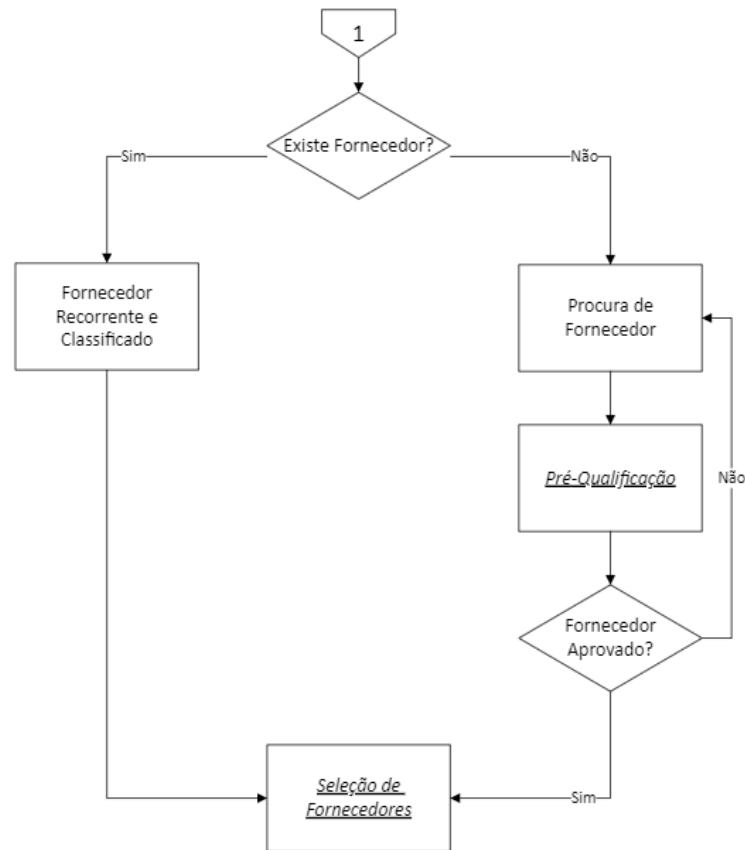 1
Existe Fornecedor?
Sim
Não
Fornecedor
Recorrente e
Classificado
Procura de
Fornecedor
Pré-Qualificação
Não
Fornecedor
Aprovado?
Seleção de
Fornecedores
Sim